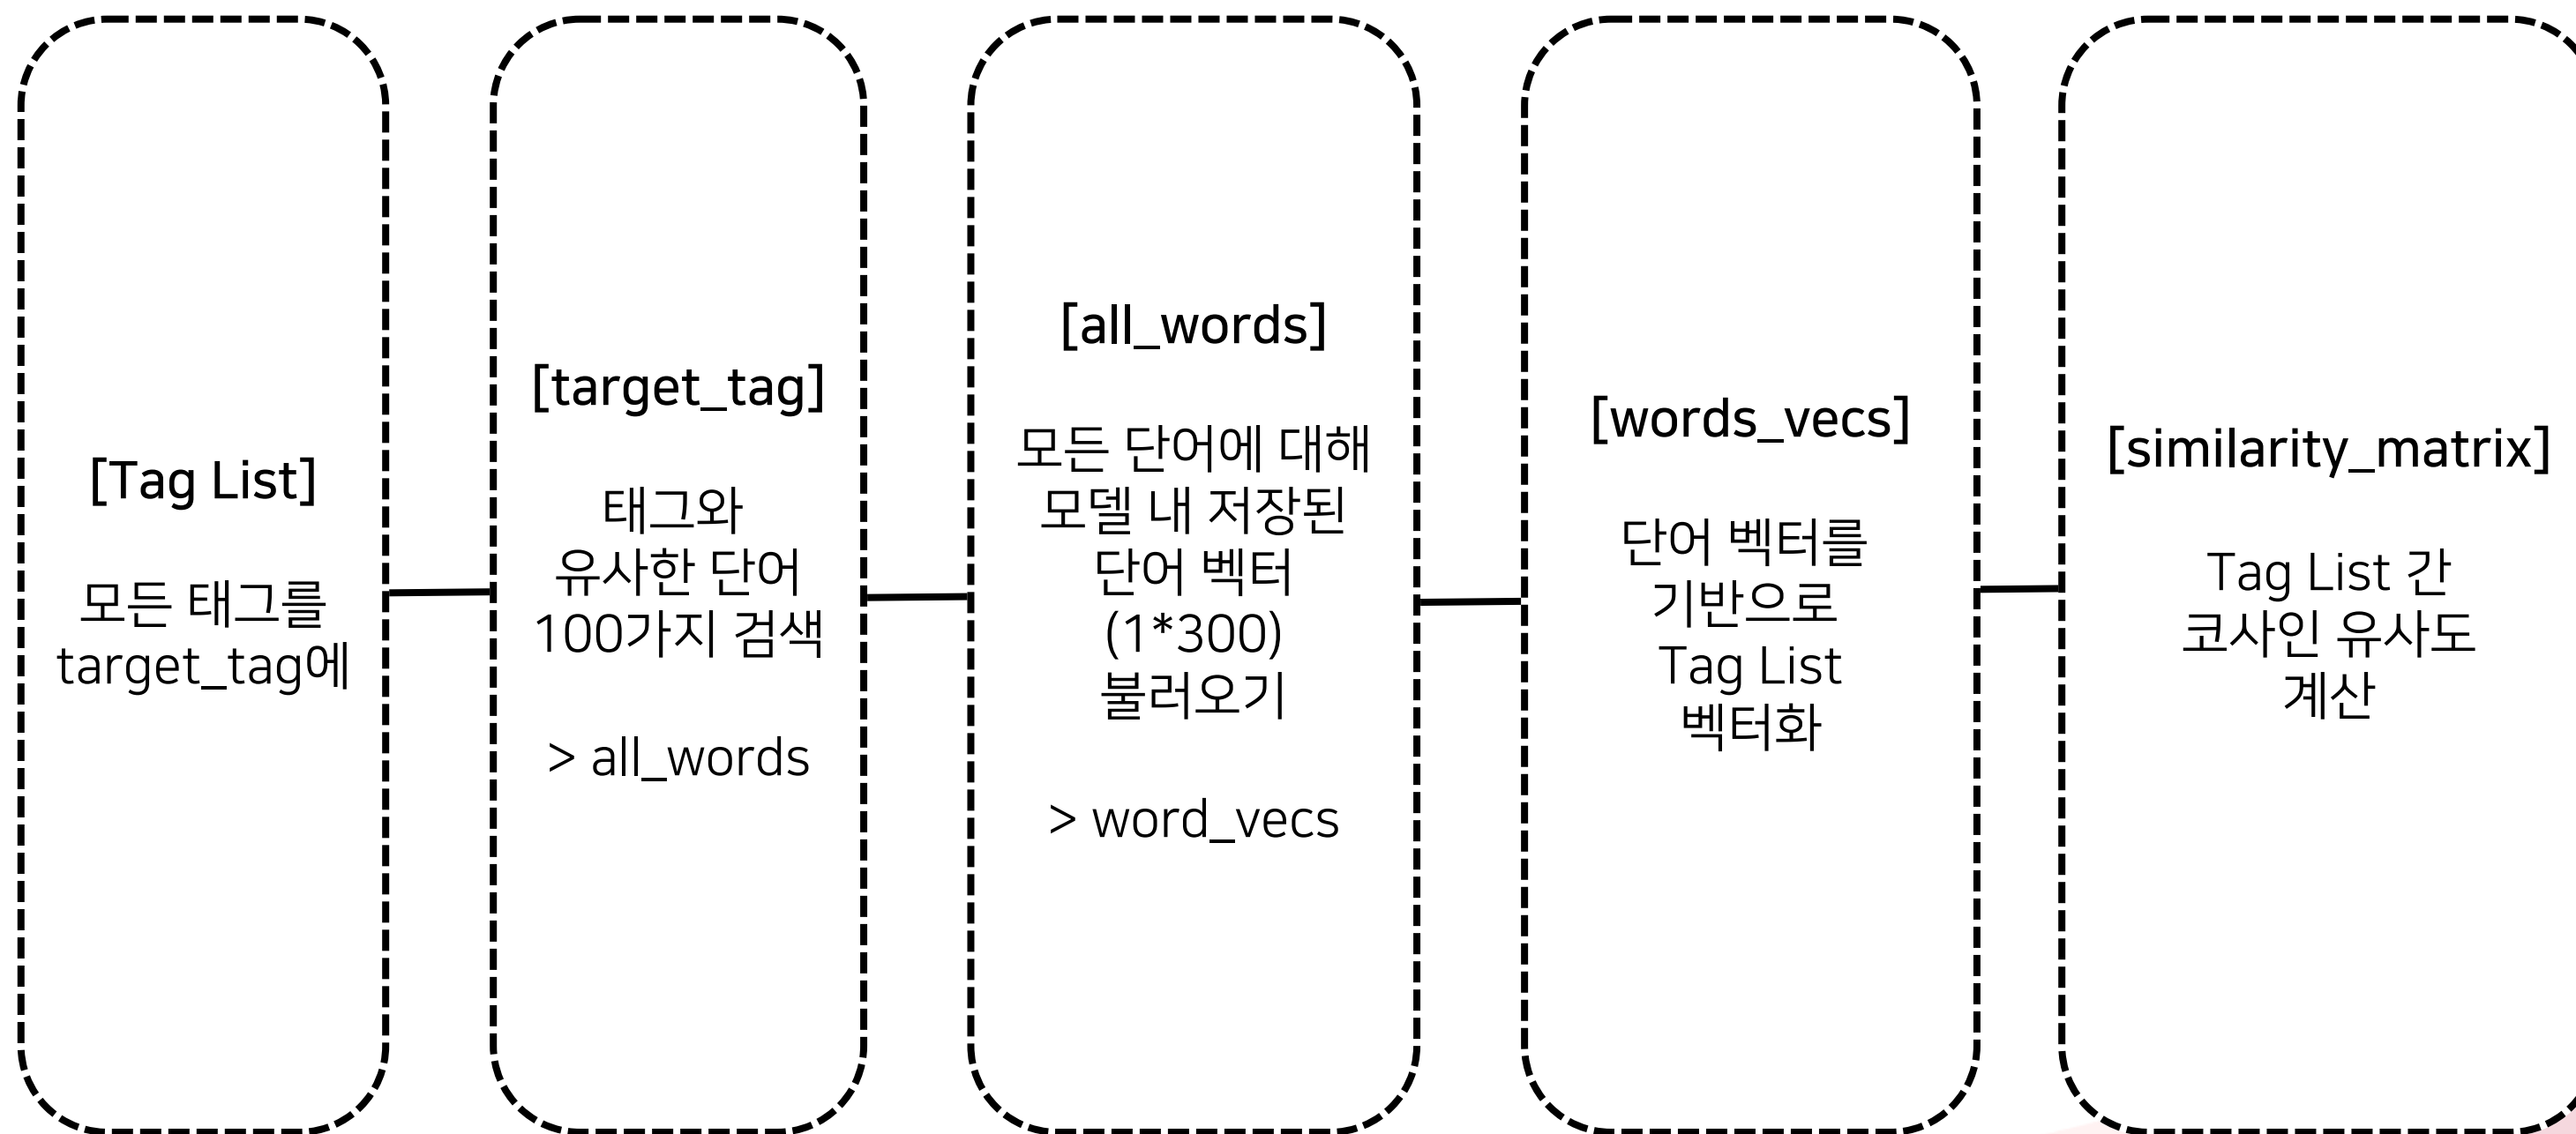 [Tag List]
모든 태그를
target_tag에
[target_tag]
태그와
유사한 단어
100가지 검색
> all_words
[all_words]
모든 단어에 대해
모델 내 저장된
단어 벡터
(1*300)
불러오기
> word_vecs
[words_vecs]
단어 벡터를
기반으로
Tag List
벡터화
[similarity_matrix]
Tag List 간
코사인 유사도
계산